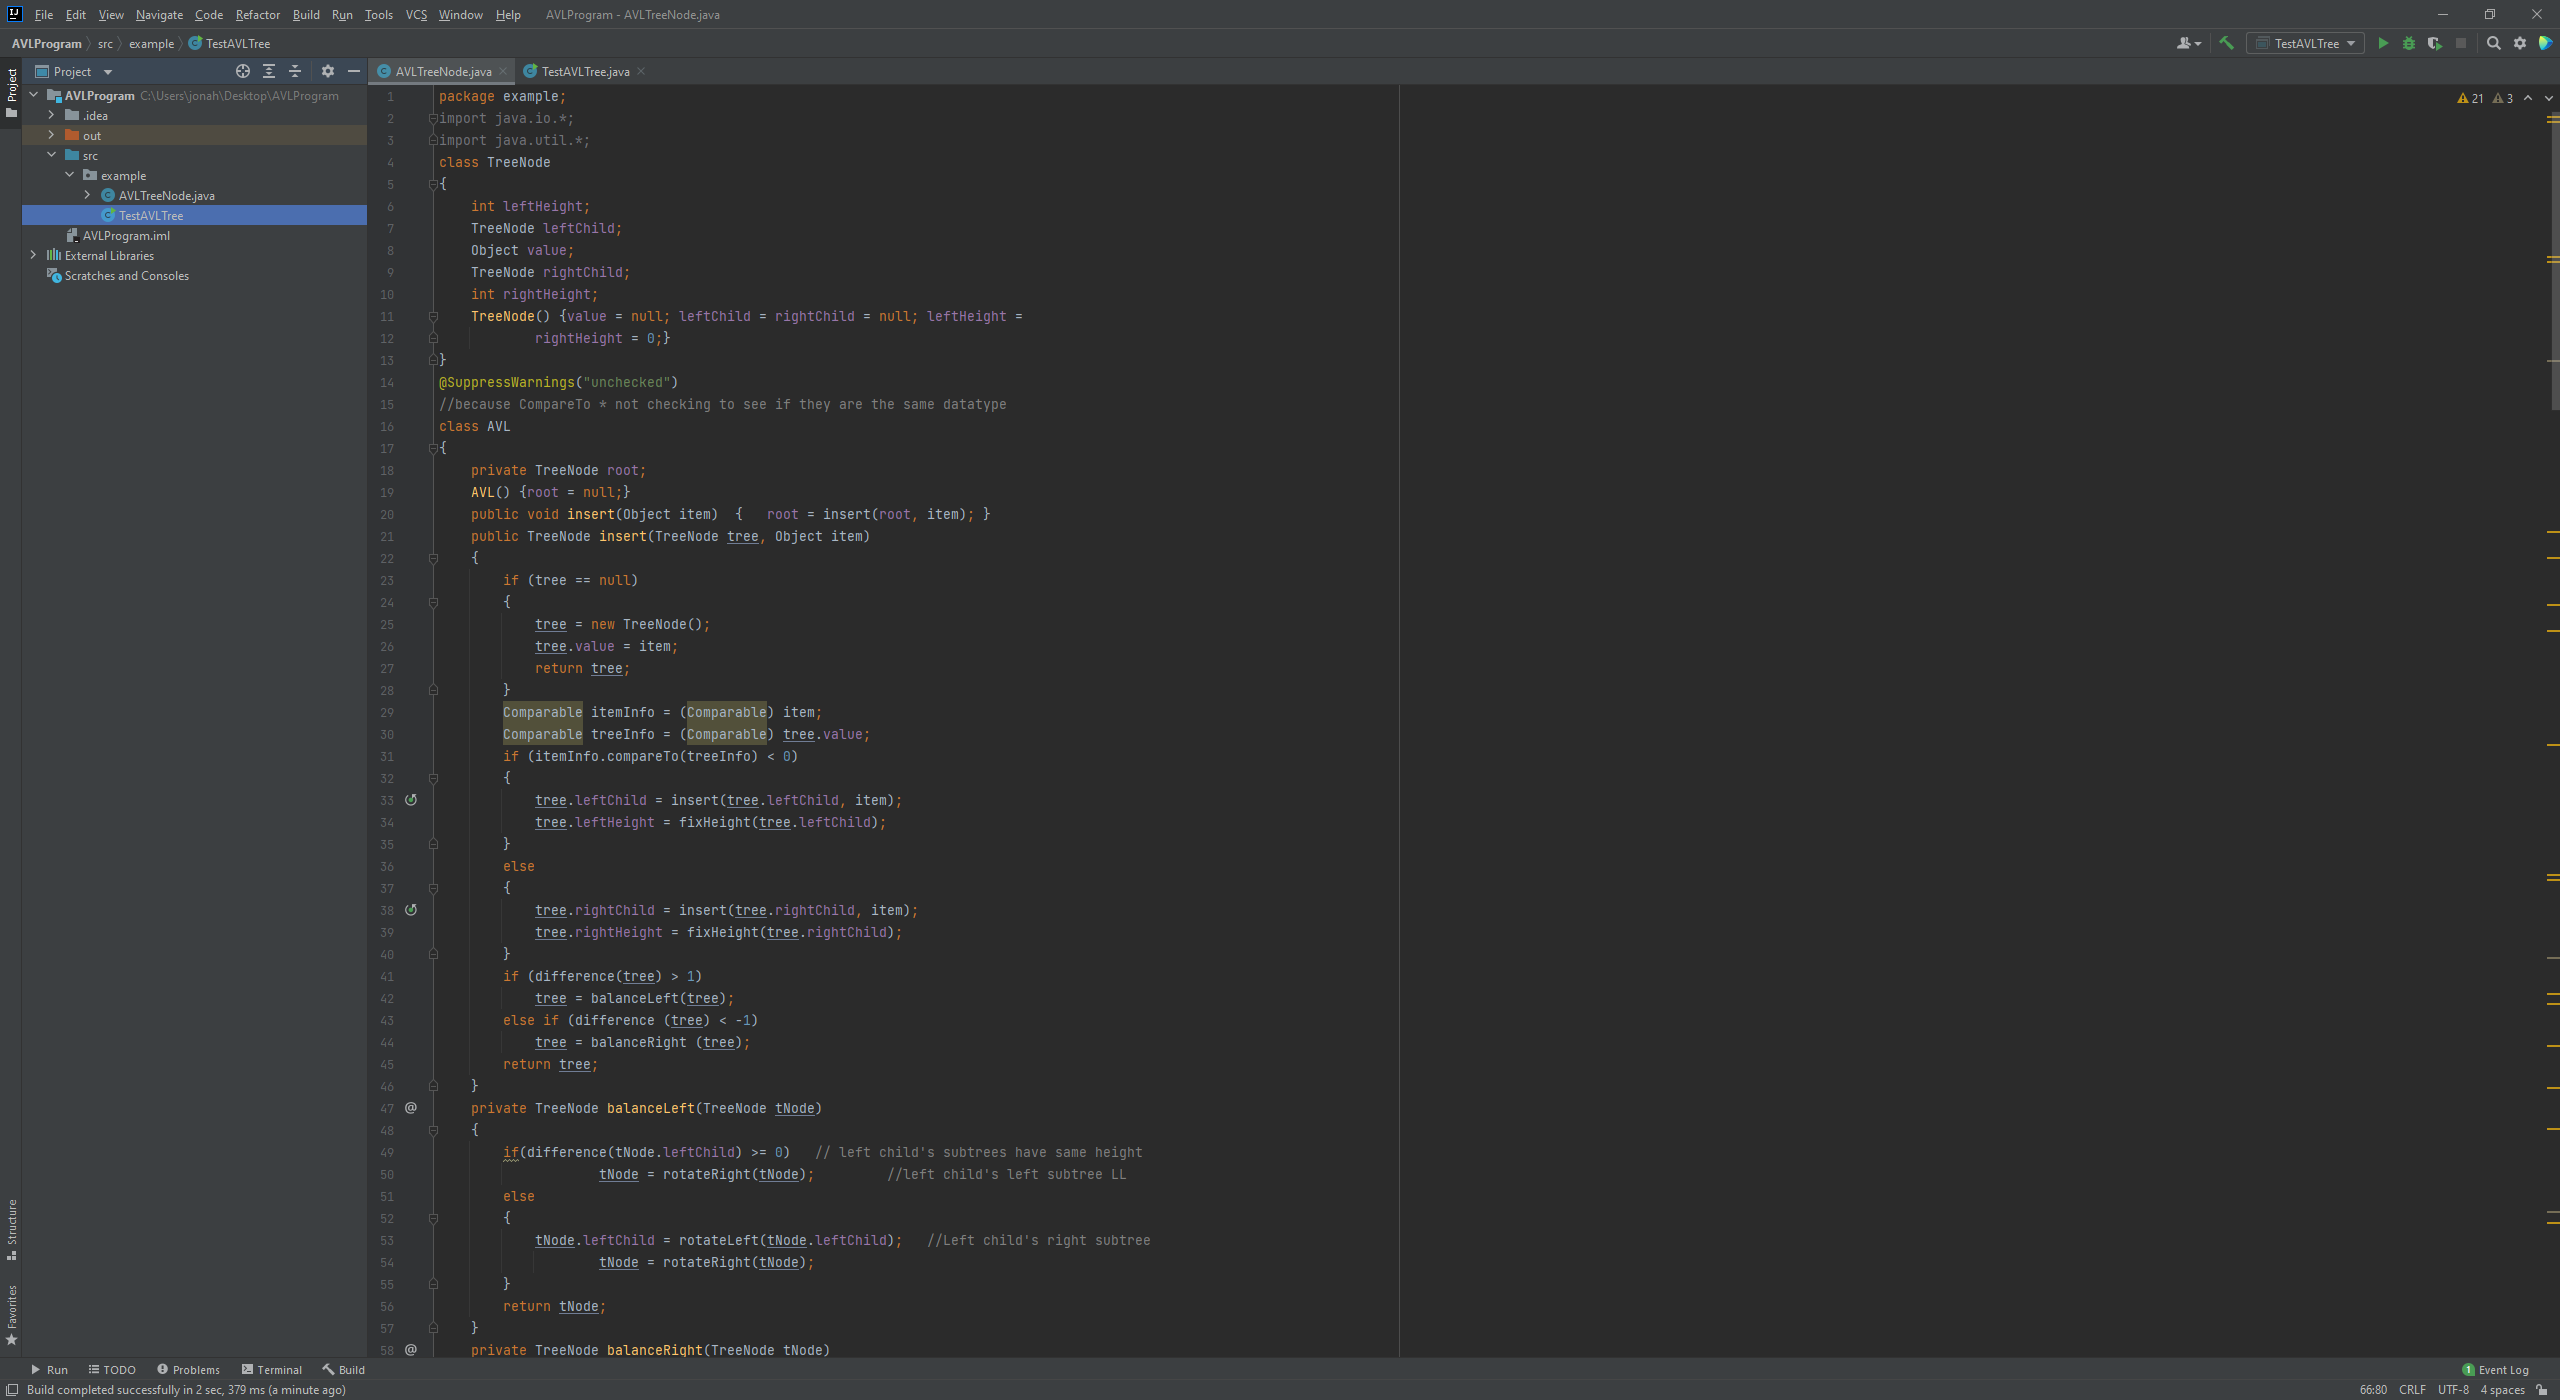 File Edit View Navigate Code Refactor Build Run Tools VCS Window Help AVLProgram - AVLTreeNode.java
AVLProgram src example TestAVLTree
TestAVLTree
Project
Project
AVLTreeNode.java
TestAVLTree.java
AVLProgram C:\Users\jonah\Desktop\AVLProgram
.idea
out
src
example
AVLTreeNode.java
TestAVLTree
AVLProgram.iml
External Libraries
Scratches and Consoles
21 3
1 package example;
2 import java.io.*;
3 import java.util.*;
4 class TreeNode
5 {
6 int leftHeight;
7 TreeNode leftChild;
8 Object value;
9 TreeNode rightChild;
10 int rightHeight;
11 TreeNode() {value = null; leftChild = rightChild = null; leftHeight =
12 rightHeight = 0;}
13 }
14 @SuppressWarnings("unchecked")
15 //because CompareTo * not checking to see if they are the same datatype
16 class AVL
17 {
18 private TreeNode root;
19 AVL() {root = null;}
20 public void insert(Object item)  {   root = insert(root, item); }
21 public TreeNode insert(TreeNode tree, Object item)
22 {
23 if (tree == null)
24 {
25 tree = new TreeNode();
26 tree.value = item;
27 return tree;
28 }
29 Comparable itemInfo = (Comparable) item;
30 Comparable treeInfo = (Comparable) tree.value;
31 if (itemInfo.compareTo(treeInfo) < 0)
32 {
33 tree.leftChild = insert(tree.leftChild, item);
34 tree.leftHeight = fixHeight(tree.leftChild);
35 }
36 else
37 {
38 tree.rightChild = insert(tree.rightChild, item);
39 tree.rightHeight = fixHeight(tree.rightChild);
40 }
41 if (difference(tree) > 1)
42 tree = balanceLeft(tree);
43 else if (difference (tree) < -1)
44 tree = balanceRight (tree);
45 return tree;
46 }
47 @ private TreeNode balanceLeft(TreeNode tNode)
48 {
49 if(difference(tNode.leftChild) >= 0)   // left child's subtrees have same height
50 tNode = rotateRight(tNode);         //left child's left subtree LL
51 else
52 {
53 tNode.leftChild = rotateLeft(tNode.leftChild);   //Left child's right subtree
54 tNode = rotateRight(tNode);
55 }
56 return tNode;
57 }
58 @ private TreeNode balanceRight(TreeNode tNode)
Structure
Favorites
Run TODO Problems Terminal Build
1 Event Log
Build completed successfully in 2 sec, 379 ms (a minute ago)
66:80 CRLF UTF-8 4 spaces